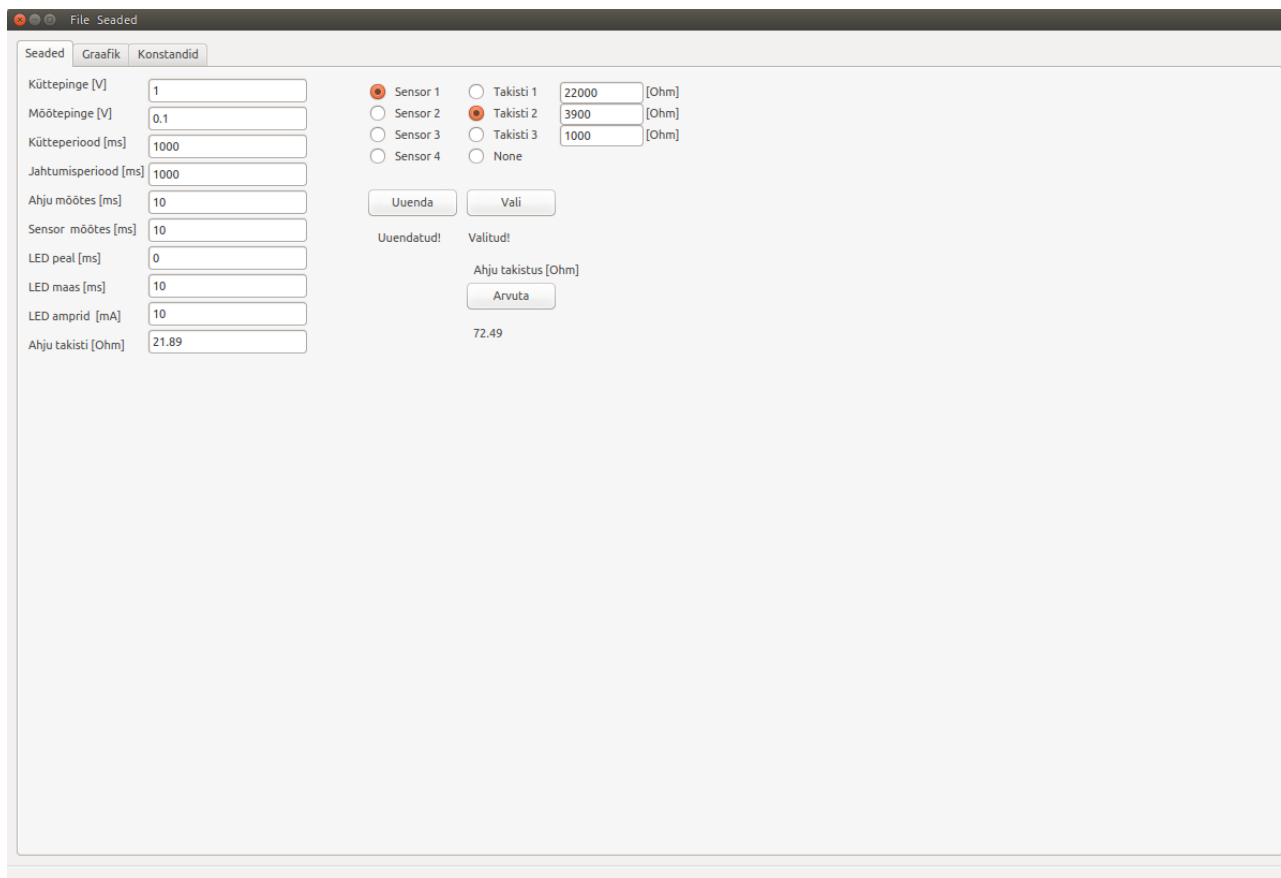 File Seaded
Seaded Graafik Konstandid
Küttepinge [V] 1
Mõõtepinge [V] 0.1
Kütteperiood [ms] 1000
Jahtumisperiood [ms] 1000
Ahju mõõtes [ms] 10
Sensor mõõtes [ms] 10
LED peal [ms] 0
LED maas [ms] 10
LED amprid [mA] 10
Ahju takisti [Ohm] 21.89
Sensor 1 Takisti 1 22000 [Ohm]
Sensor 2 Takisti 2 3900 [Ohm]
Sensor 3 Takisti 3 1000 [Ohm]
Sensor 4 None
Uuenda Vali
Uuendatud! Valitud!
Ahju takistus [Ohm]
Arvuta
72.49